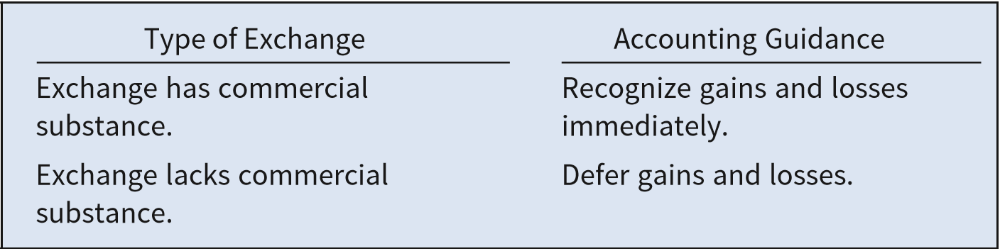 Type of Exchange
Accounting Guidance
Exchange has commercial
substance.
Recognize gains and losses
immediately.
Exchange lacks commercial
substance.
Defer gains and losses.